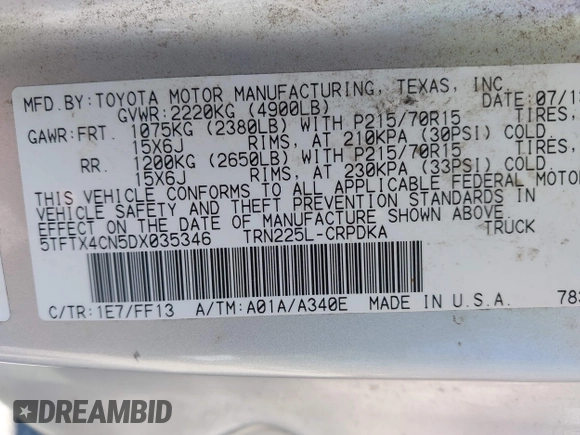 MFD.BY:TOYOTA MOTOR MANUFACTURING, TEXAS, INC.
GVWR:2220KG (4900LB) DATE:07/1
GAWR:FRT. 1075KG (2380LB) WITH P215/70R15 TIRES,
15X6J RIMS, AT 210KPA (30PSI) COLD.
RR. 1200KG (2650LB) WITH P215/70R15 TIRES,
15X6J RIMS, AT 230KPA (33PSI) COLD.
THIS VEHICLE CONFORMS TO ALL APPLICABLE FEDERAL MOTOR
VEHICLE SAFETY AND THEFT PREVENTION STANDARDS IN
EFFECT ON THE DATE OF MANUFACTURE SHOWN ABOVE.
5TFTX4CN5DX035346 TRN225L-CRPDKA TRUCK
C/TR:1E7/FF13 A/TM:A01A/A340E MADE IN U.S.A. 783
DREAMBID